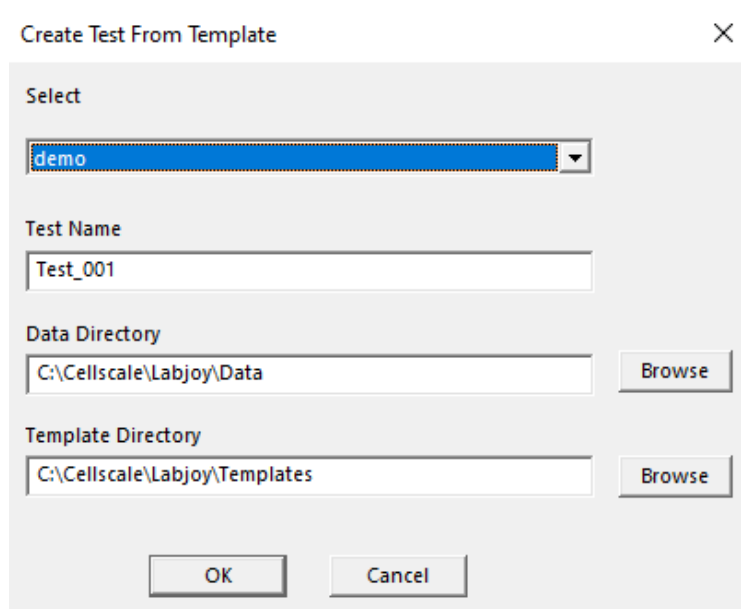 Create Test From Template
Select
demo
Test Name
Test_001
Data Directory
C:\Cellscale\Labjoy\Data
Browse
Template Directory
C:\Cellscale\Labjoy\Templates
Browse
OK
Cancel